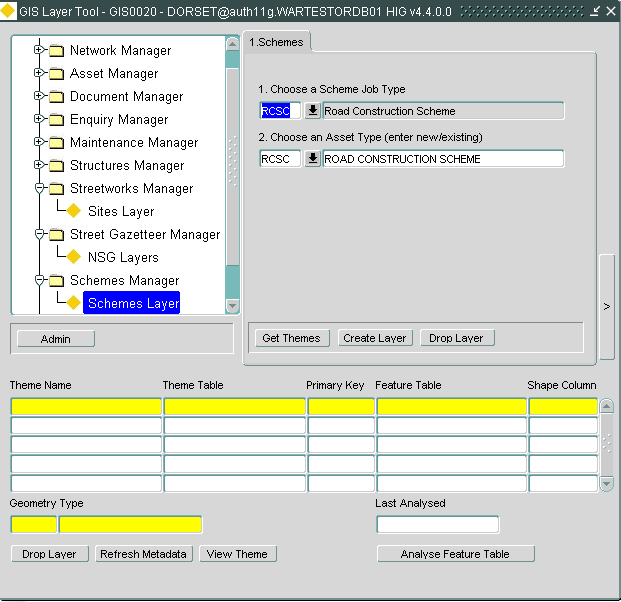 GIS Layer Tool - GIS0020 - DORSET@auth11g.WARTESTORDB01 HIG v4.4.0.0
Network Manager
Asset Manager
Document Manager
Enquiry Manager
Maintenance Manager
Structures Manager
Streetworks Manager
Sites Layer
Street Gazetteer Manager
NSG Layers
Schemes Manager
Schemes Layer
Admin
1.Schemes
1. Choose a Scheme Job Type
RCSC Road Construction Scheme
2. Choose an Asset Type (enter new/existing)
RCSC ROAD CONSTRUCTION SCHEME
Get Themes Create Layer Drop Layer
>
Theme Name Theme Table Primary Key Feature Table Shape Column
Geometry Type Last Analysed
Drop Layer Refresh Metadata View Theme Analyse Feature Table